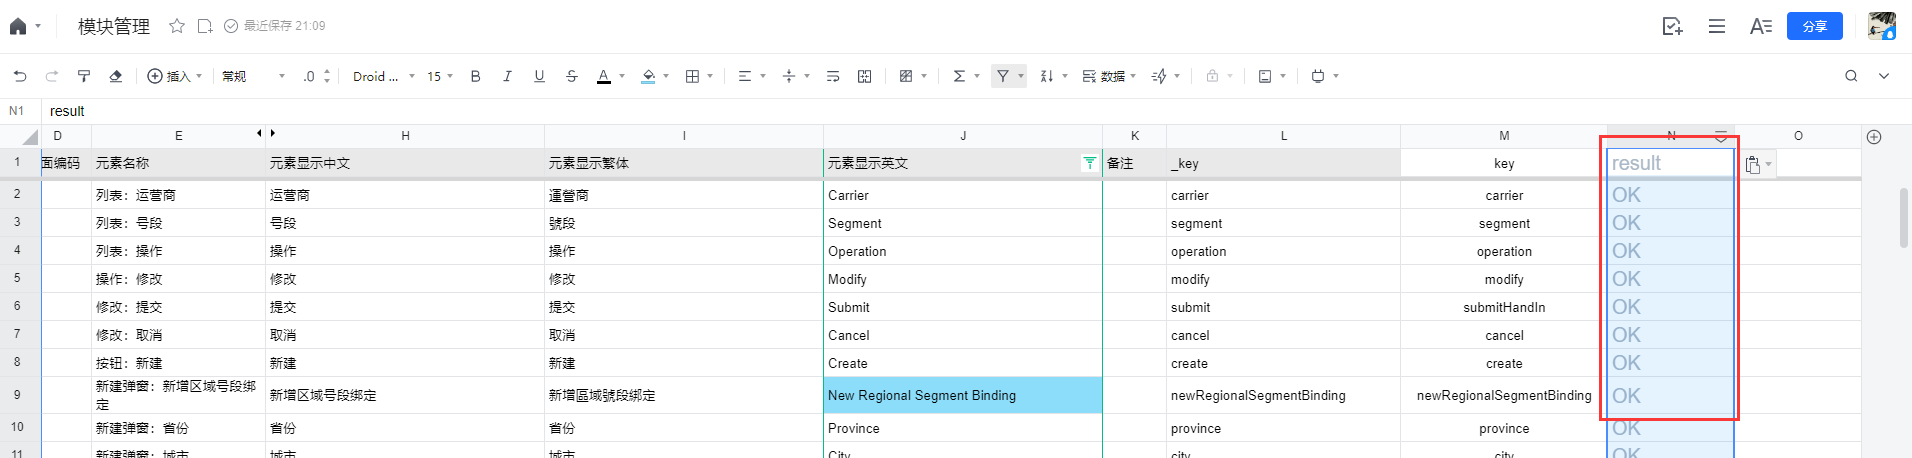 模块管理 最近保存 21:09 分享
插入 常规 .0 Droid ... 15 B I U S A 数据
N1 result
D E H I J K L M N O
1 面编码 元素名称 元素显示中文 元素显示繁体 元素显示英文 备注 _key key result
2 列表：运营商 运营商 運營商 Carrier carrier carrier OK
3 列表：号段 号段 號段 Segment segment segment OK
4 列表：操作 操作 操作 Operation operation operation OK
5 操作：修改 修改 修改 Modify modify modify OK
6 修改：提交 提交 提交 Submit submit submitHandIn OK
7 修改：取消 取消 取消 Cancel cancel cancel OK
8 按钮：新建 新建 新建 Create create create OK
9 新建弹窗：新增区域号段绑定 新增区域号段绑定 新增區域號段綁定 New Regional Segment Binding newRegionalSegmentBinding newRegionalSegmentBinding OK
10 新建弹窗：省份 省份 省份 Province province province OK
11 新建弹窗：城市 城市 城市 City city city OK